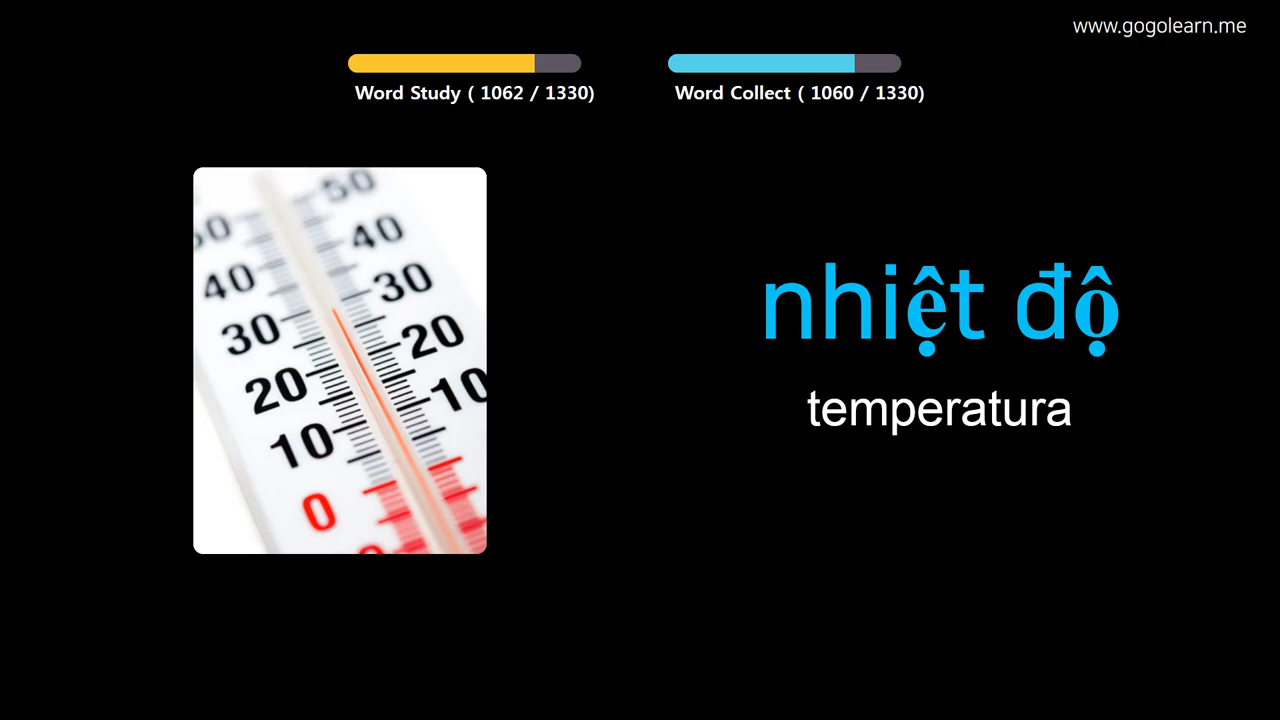 www.gogolearn.me
Word Study ( 1062 / 1330)
Word Collect ( 1060 / 1330)
50
50
40
40
30
30
20
20
10
10
0
nhiệt độ
temperatura